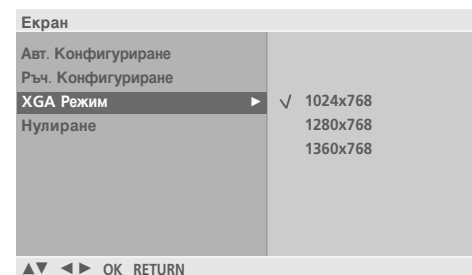 Екран
Авт. Конфигуриране
Ръч. Конфигуриране
XGA Режим ► √ 1024x768
Нулиране 1280x768
1360x768
▲▼ ◄► OK RETURN